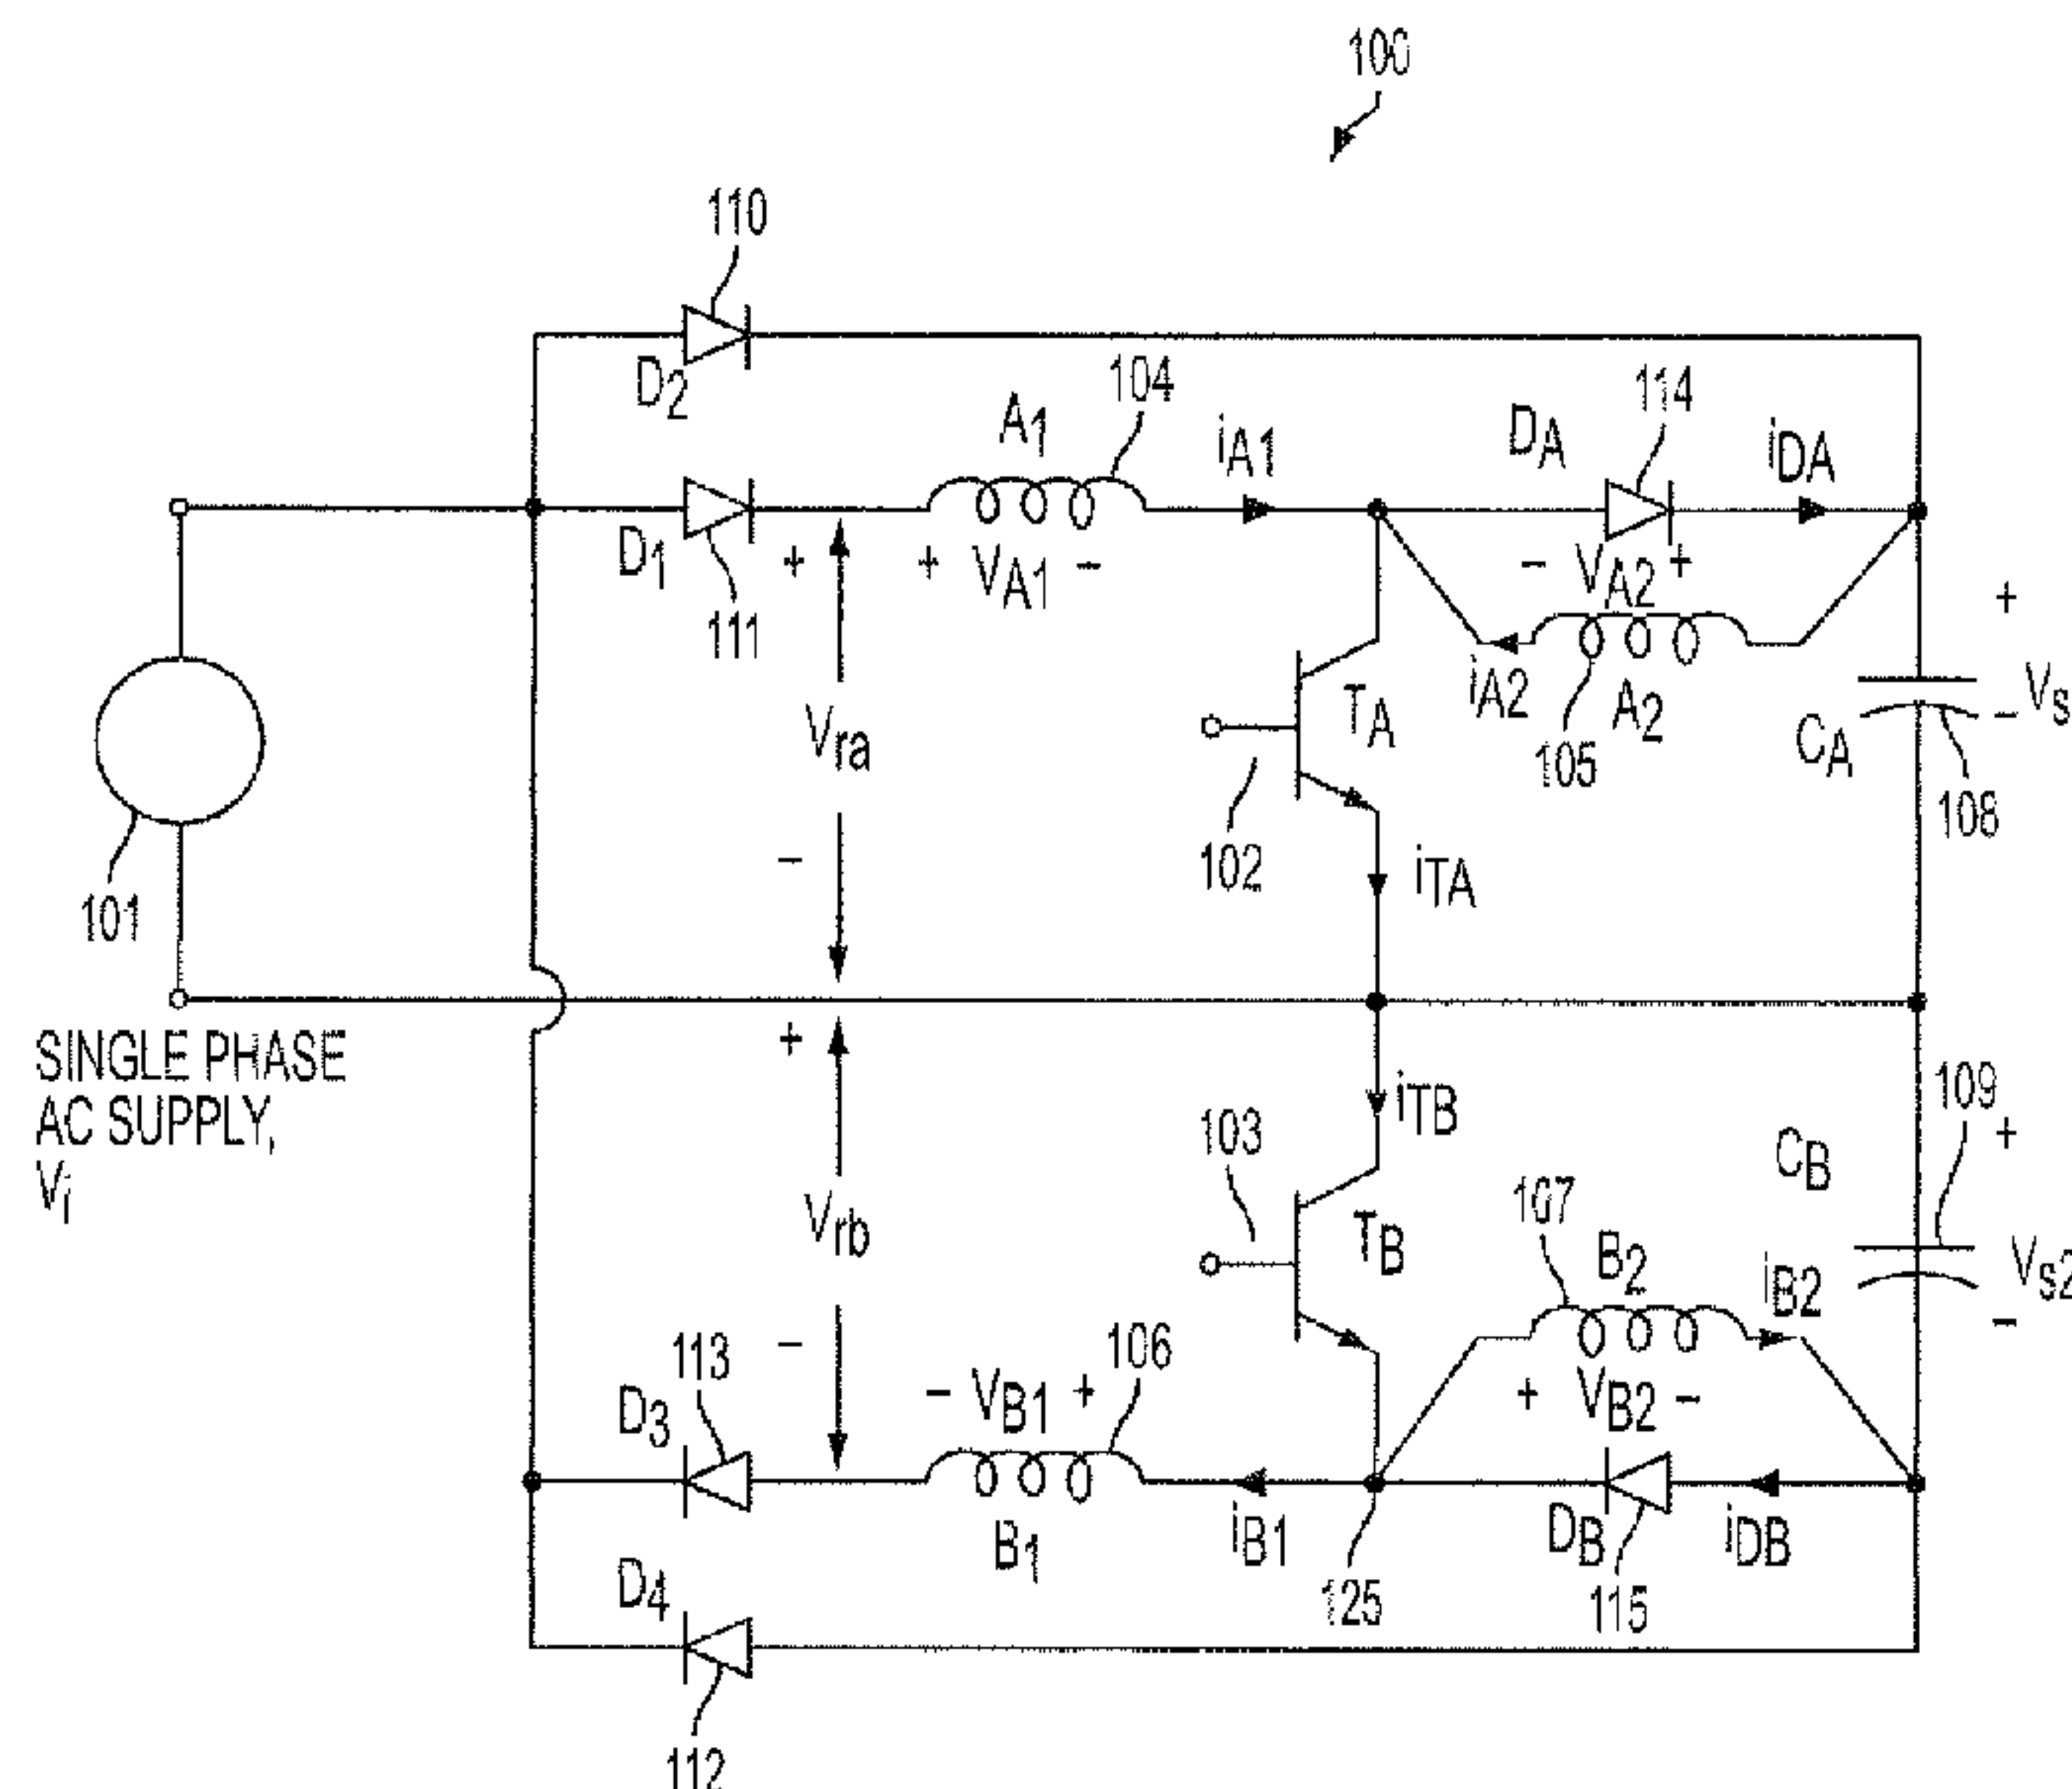 100
110
D2
104
A1
iA1
114
DA
iDA
D1
111
+
+ VA1 -
- VA2 +
+
Vra
TA
iA2
105
A2
CA
-
Vs
108
102
-
iTA
101
SINGLE PHASE
AC SUPPLY,
Vi
+
iTB
109
103
CB
+
107
Vrb
TB
B2
iB2
Vs2
113
-
106
-
D3
- VB1 +
+ VB2 -
B1
iB1
DB
iDB
D4
125
115
112